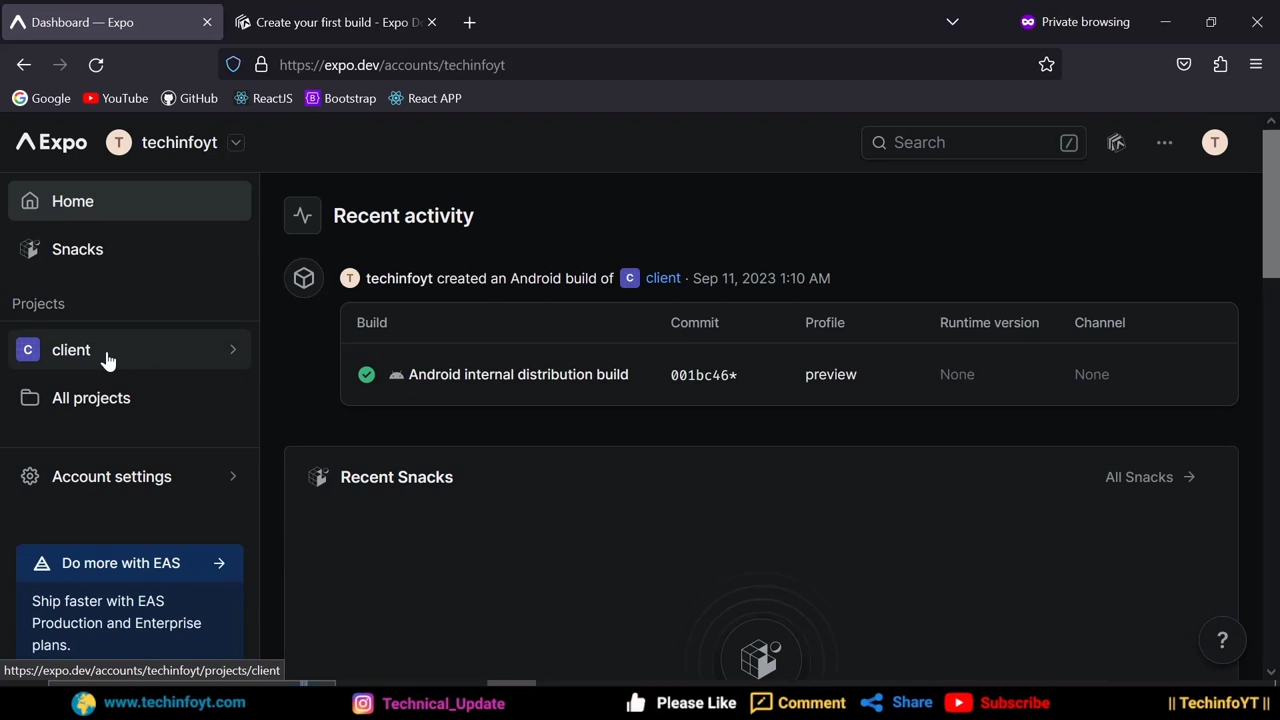 Dashboard — Expo
Create your first build - Expo D
Private browsing
https://expo.dev/accounts/techinfoyt
Google YouTube GitHub ReactJS Bootstrap React APP
Expo T techinfoyt
Search /
T
Home
Snacks
Projects
C client
All projects
Account settings
Do more with EAS
Ship faster with EAS
Production and Enterprise
plans.
https://expo.dev/accounts/techinfoyt/projects/client
Recent activity
T techinfoyt created an Android build of C client · Sep 11, 2023 1:10 AM
Build Commit Profile Runtime version Channel
Android internal distribution build 001bc46* preview None None
Recent Snacks
All Snacks
?
www.techinfoyt.com Technical_Update Please Like Comment Share Subscribe || TechinfoYT ||